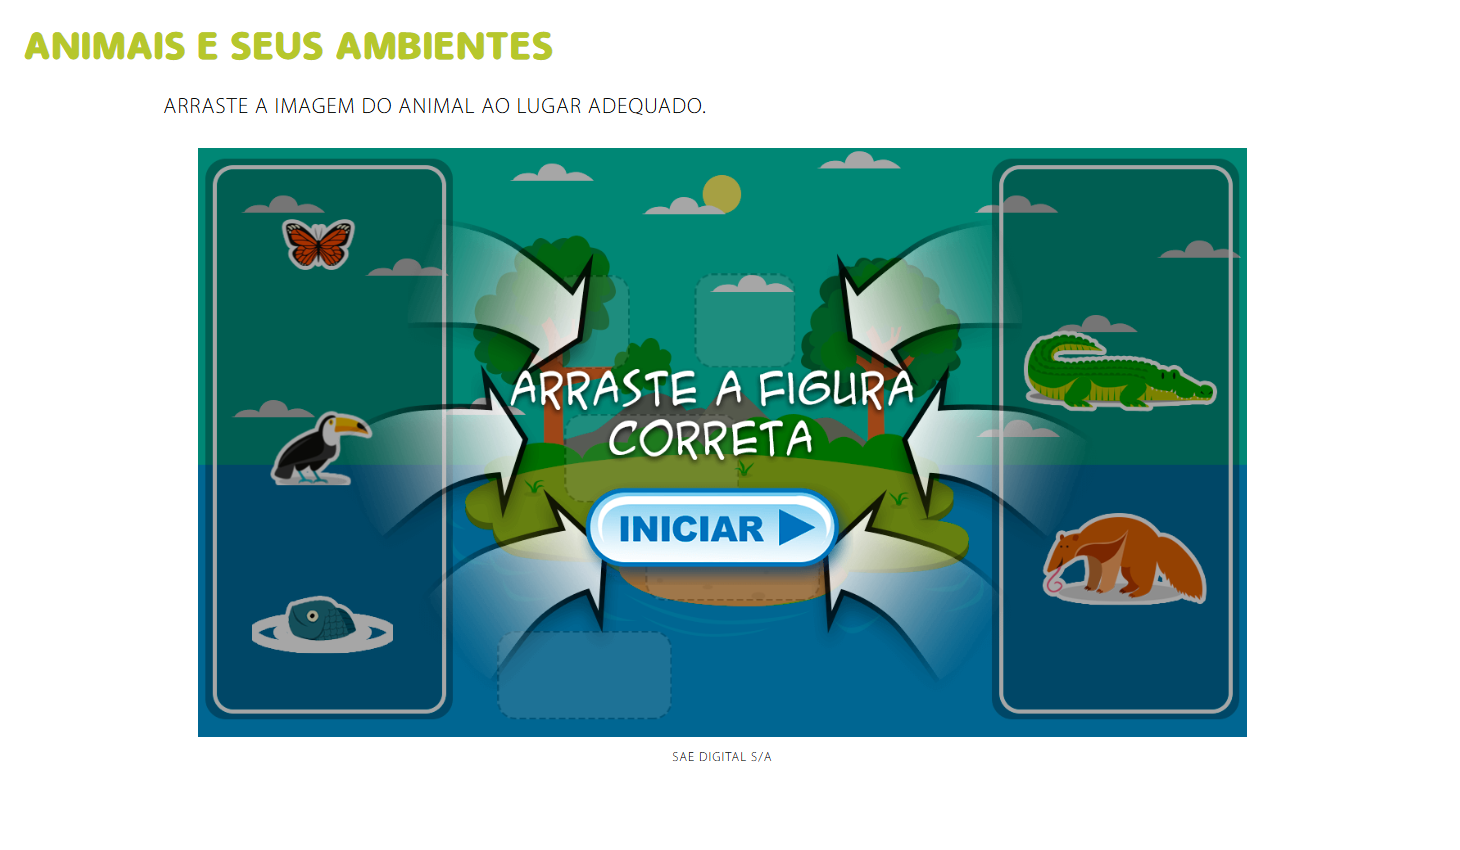 ANIMAIS E SEUS AMBIENTES
ARRASTE A IMAGEM DO ANIMAL AO LUGAR ADEQUADO.
ARRASTE A FIGURA
CORRETA
INICIAR
SAE DIGITAL S/A